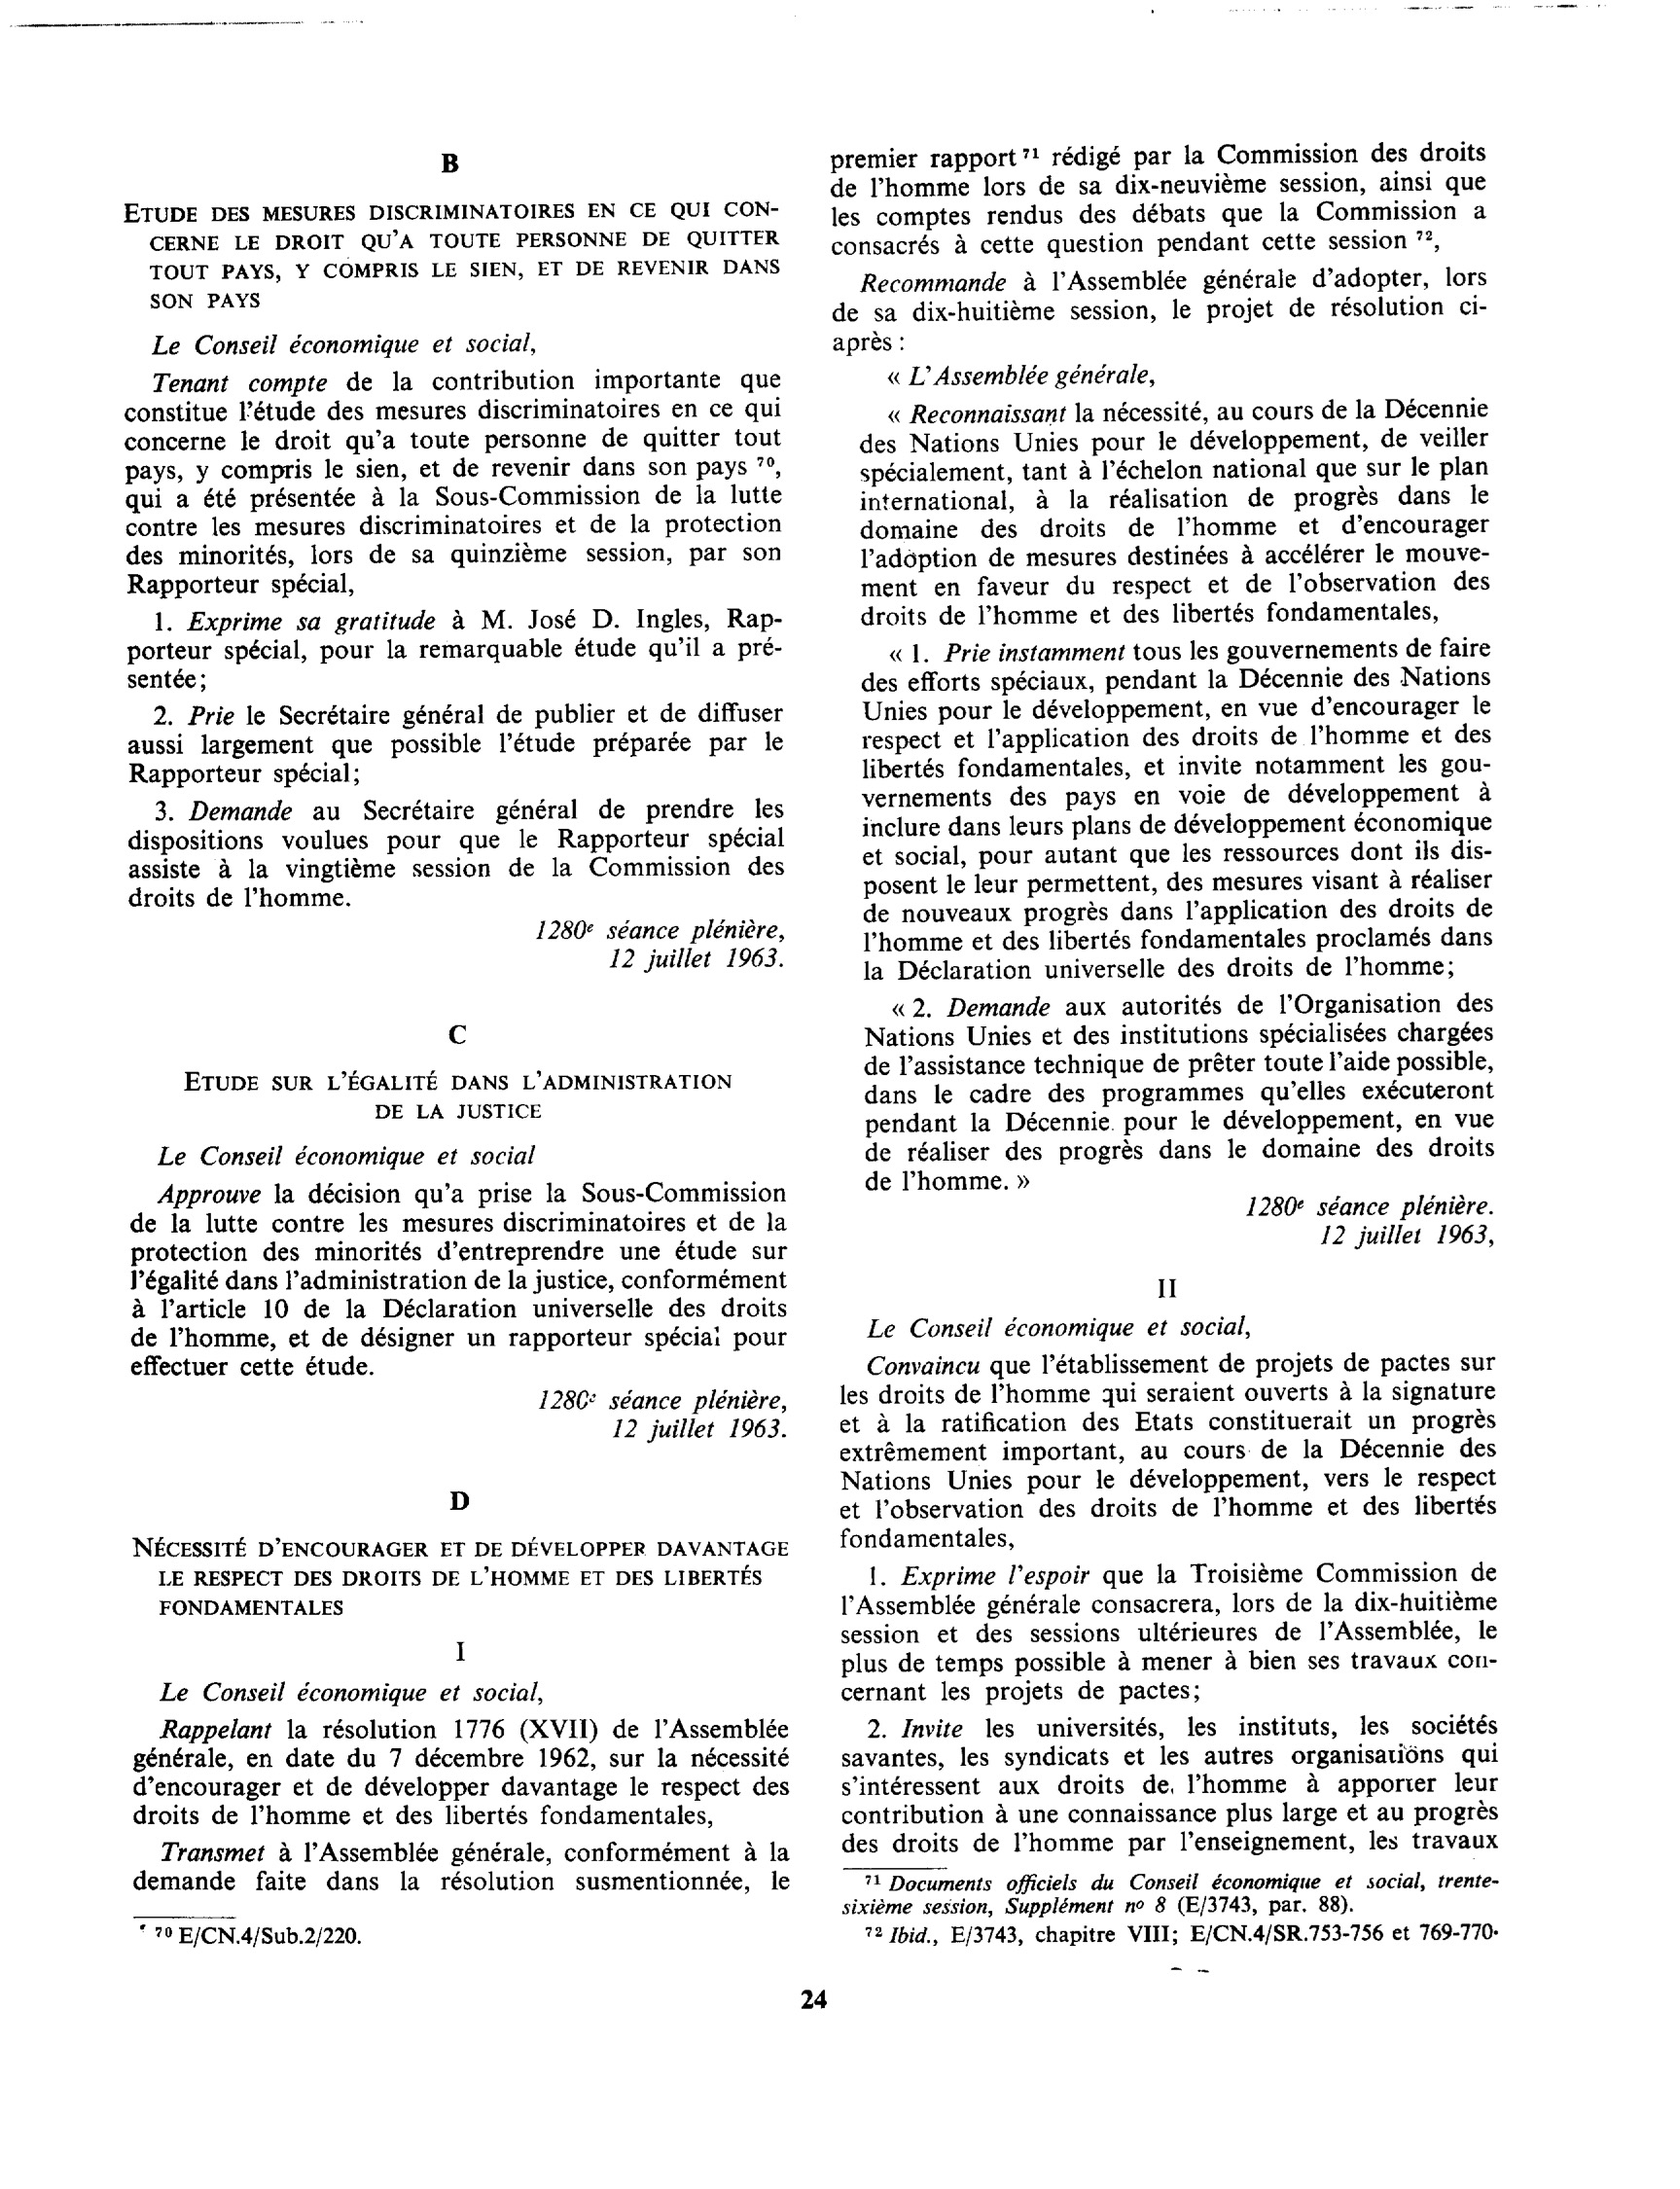 B
ETUDE DES MESURES DISCRIMINATOIRES EN CE QUI CON-
CERNE LE DROIT QU'A TOUTE PERSONNE DE QUITTER
TOUT PAYS, Y COMPRIS LE SIEN, ET DE REVENIR DANS
SON PAYS
Le Conseil économique et social,
Tenant compte de la contribution importante que
constitue l'étude des mesures discriminatoires en ce qui
concerne le droit qu'a toute personne de quitter tout
pays, y compris le sien, et de revenir dans son pays 70,
qui a été présentée à la Sous-Commission de la lutte
contre les mesures discriminatoires et de la protection
des minorités, lors de sa quinzième session, par son
Rapporteur spécial,
1. Exprime sa gratitude à M. José D. Ingles, Rap-
porteur spécial, pour la remarquable étude qu'il a pré-
sentée;
2. Prie le Secrétaire général de publier et de diffuser
aussi largement que possible l'étude préparée par le
Rapporteur spécial;
3. Demande au Secrétaire général de prendre les
dispositions voulues pour que le Rapporteur spécial
assiste à la vingtième session de la Commission des
droits de l'homme.
1280e séance plénière,
12 juillet 1963.
C
ETUDE SUR L'ÉGALITÉ DANS L'ADMINISTRATION
DE LA JUSTICE
Le Conseil économique et social
Approuve la décision qu'a prise la Sous-Commission
de la lutte contre les mesures discriminatoires et de la
protection des minorités d'entreprendre une étude sur
l'égalité dans l'administration de la justice, conformément
à l'article 10 de la Déclaration universelle des droits
de l'homme, et de désigner un rapporteur spécial pour
effectuer cette étude.
1280e séance plénière,
12 juillet 1963.
D
NÉCESSITÉ D'ENCOURAGER ET DE DÉVELOPPER DAVANTAGE
LE RESPECT DES DROITS DE L'HOMME ET DES LIBERTÉS
FONDAMENTALES
I
Le Conseil économique et social,
Rappelant la résolution 1776 (XVII) de l'Assemblée
générale, en date du 7 décembre 1962, sur la nécessité
d'encourager et de développer davantage le respect des
droits de l'homme et des libertés fondamentales,
Transmet à l'Assemblée générale, conformément à la
demande faite dans la résolution susmentionnée, le
70 E/CN.4/Sub.2/220.
premier rapport 71 rédigé par la Commission des droits
de l'homme lors de sa dix-neuvième session, ainsi que
les comptes rendus des débats que la Commission a
consacrés à cette question pendant cette session 72,
Recommande à l'Assemblée générale d'adopter, lors
de sa dix-huitième session, le projet de résolution ci-
après :
« L'Assemblée générale,
« Reconnaissant la nécessité, au cours de la Décennie
des Nations Unies pour le développement, de veiller
spécialement, tant à l'échelon national que sur le plan
international, à la réalisation de progrès dans le
domaine des droits de l'homme et d'encourager
l'adoption de mesures destinées à accélérer le mouve-
ment en faveur du respect et de l'observation des
droits de l'homme et des libertés fondamentales,
« 1. Prie instamment tous les gouvernements de faire
des efforts spéciaux, pendant la Décennie des Nations
Unies pour le développement, en vue d'encourager le
respect et l'application des droits de l'homme et des
libertés fondamentales, et invite notamment les gou-
vernements des pays en voie de développement à
inclure dans leurs plans de développement économique
et social, pour autant que les ressources dont ils dis-
posent le leur permettent, des mesures visant à réaliser
de nouveaux progrès dans l'application des droits de
l'homme et des libertés fondamentales proclamés dans
la Déclaration universelle des droits de l'homme;
« 2. Demande aux autorités de l'Organisation des
Nations Unies et des institutions spécialisées chargées
de l'assistance technique de prêter toute l'aide possible,
dans le cadre des programmes qu'elles exécuteront
pendant la Décennie pour le développement, en vue
de réaliser des progrès dans le domaine des droits
de l'homme. »
1280e séance plénière.
12 juillet 1963,
II
Le Conseil économique et social,
Convaincu que l'établissement de projets de pactes sur
les droits de l'homme qui seraient ouverts à la signature
et à la ratification des Etats constituerait un progrès
extrêmement important, au cours de la Décennie des
Nations Unies pour le développement, vers le respect
et l'observation des droits de l'homme et des libertés
fondamentales,
1. Exprime l'espoir que la Troisième Commission de
l'Assemblée générale consacrera, lors de la dix-huitième
session et des sessions ultérieures de l'Assemblée, le
plus de temps possible à mener à bien ses travaux con-
cernant les projets de pactes;
2. Invite les universités, les instituts, les sociétés
savantes, les syndicats et les autres organisations qui
s'intéressent aux droits de l'homme à apporter leur
contribution à une connaissance plus large et au progrès
des droits de l'homme par l'enseignement, les travaux
71 Documents officiels du Conseil économique et social, trente-
sixième session, Supplément no 8 (E/3743, par. 88).
72 Ibid., E/3743, chapitre VIII; E/CN.4/SR.753-756 et 769-770.
24